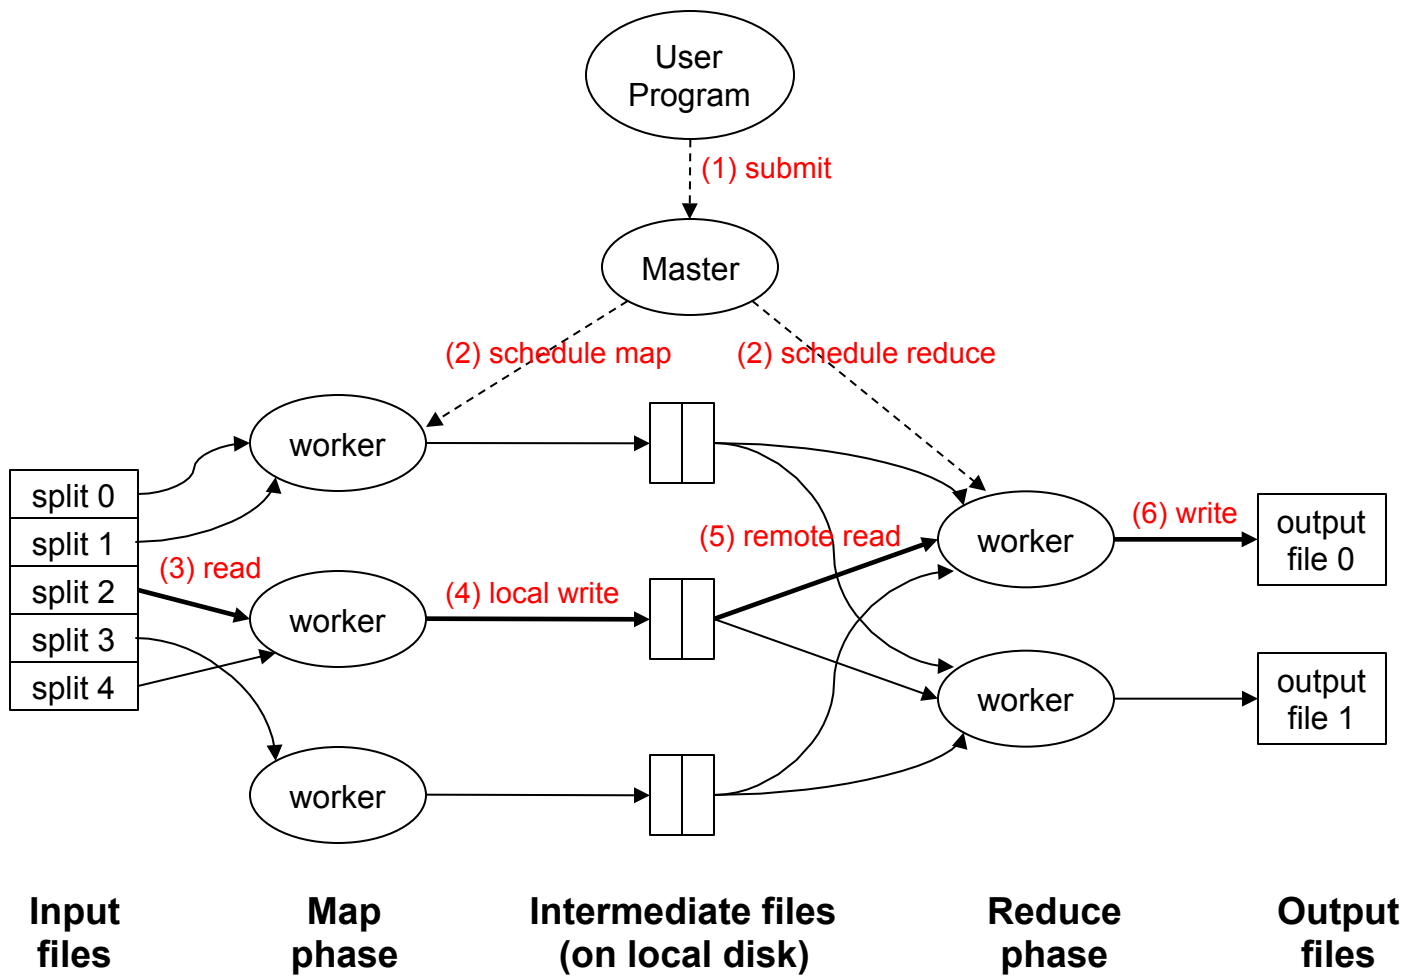 User
Program
(1) submit
Master
(2) schedule map
(2) schedule reduce
worker
split 0
split 1
split 2
split 3
split 4
(3) read
worker
(4) local write
worker
(5) remote read
worker
(6) write
output
file 0
worker
output
file 1
Input
files
Map
phase
Intermediate files
(on local disk)
Reduce
phase
Output
files